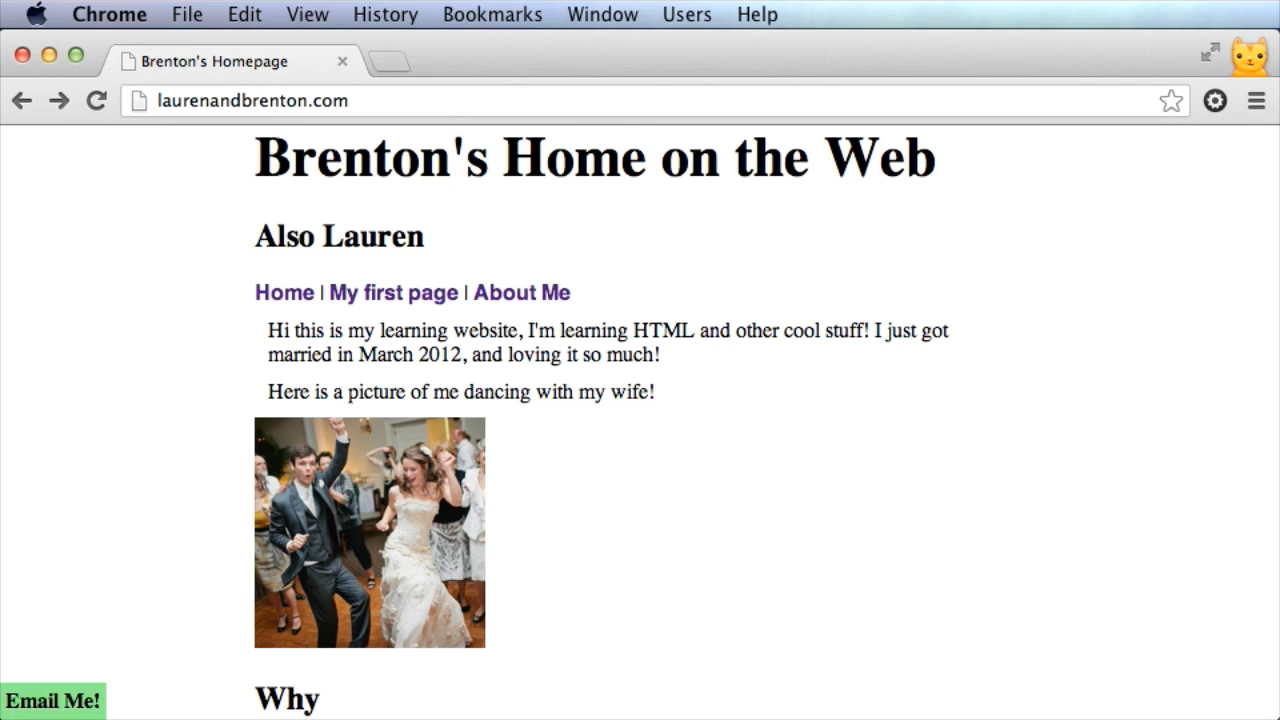 Chrome File Edit View History Bookmarks Window Users Help
Brenton's Homepage
laurenandbrenton.com
Brenton's Home on the Web
Also Lauren
Home | My first page | About Me
Hi this is my learning website, I'm learning HTML and other cool stuff! I just got
married in March 2012, and loving it so much!
Here is a picture of me dancing with my wife!
Why
Email Me!